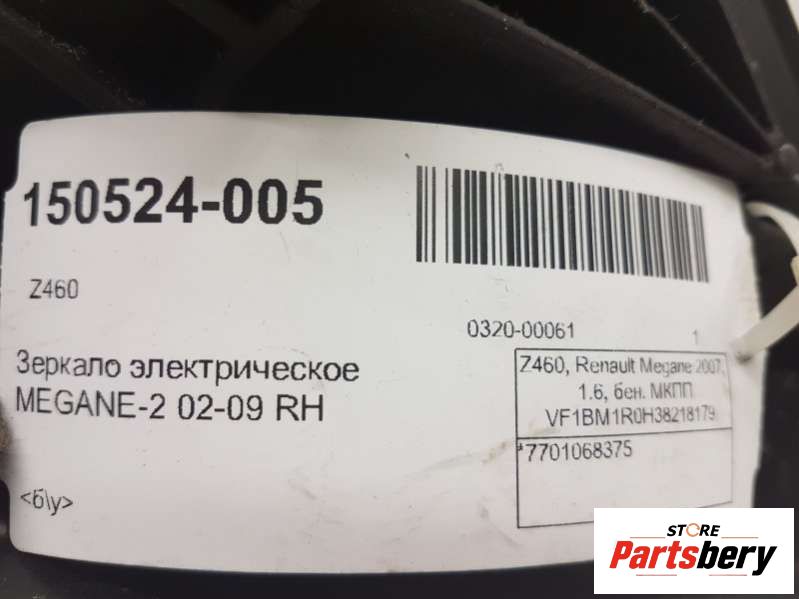 150524-005
Z460
0320-00061 1
Зеркало электрическое
MEGANE-2 02-09 RH
Z460, Renault Megane 2007,
1.6, бен. МКПП
VF1BM1R0H38218179
*7701068375
<б\у>
STORE
Partsbery